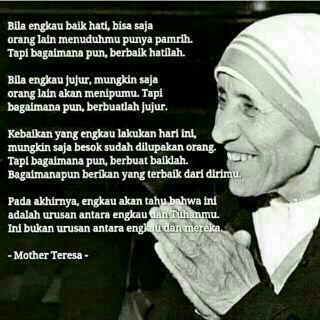 Bila engkau baik hati, bisa saja
orang lain menuduhmu punya pamrih.
Tapi bagaimana pun, berbaik hatilah.
Bila engkau jujur, mungkin saja
orang lain akan menipumu. Tapi
bagaimana pun, berbuatlah jujur.
Kebaikan yang engkau lakukan hari ini,
mungkin saja besok sudah dilupakan orang.
Tapi bagaimana pun, berbuat baiklah.
Bagaimanapun berikan yang terbaik dari dirimu.
Pada akhirnya, engkau akan tahu bahwa ini
adalah urusan antara engkau dan Tuhanmu.
Ini bukan urusan antara engkau dan mereka.
- Mother Teresa -